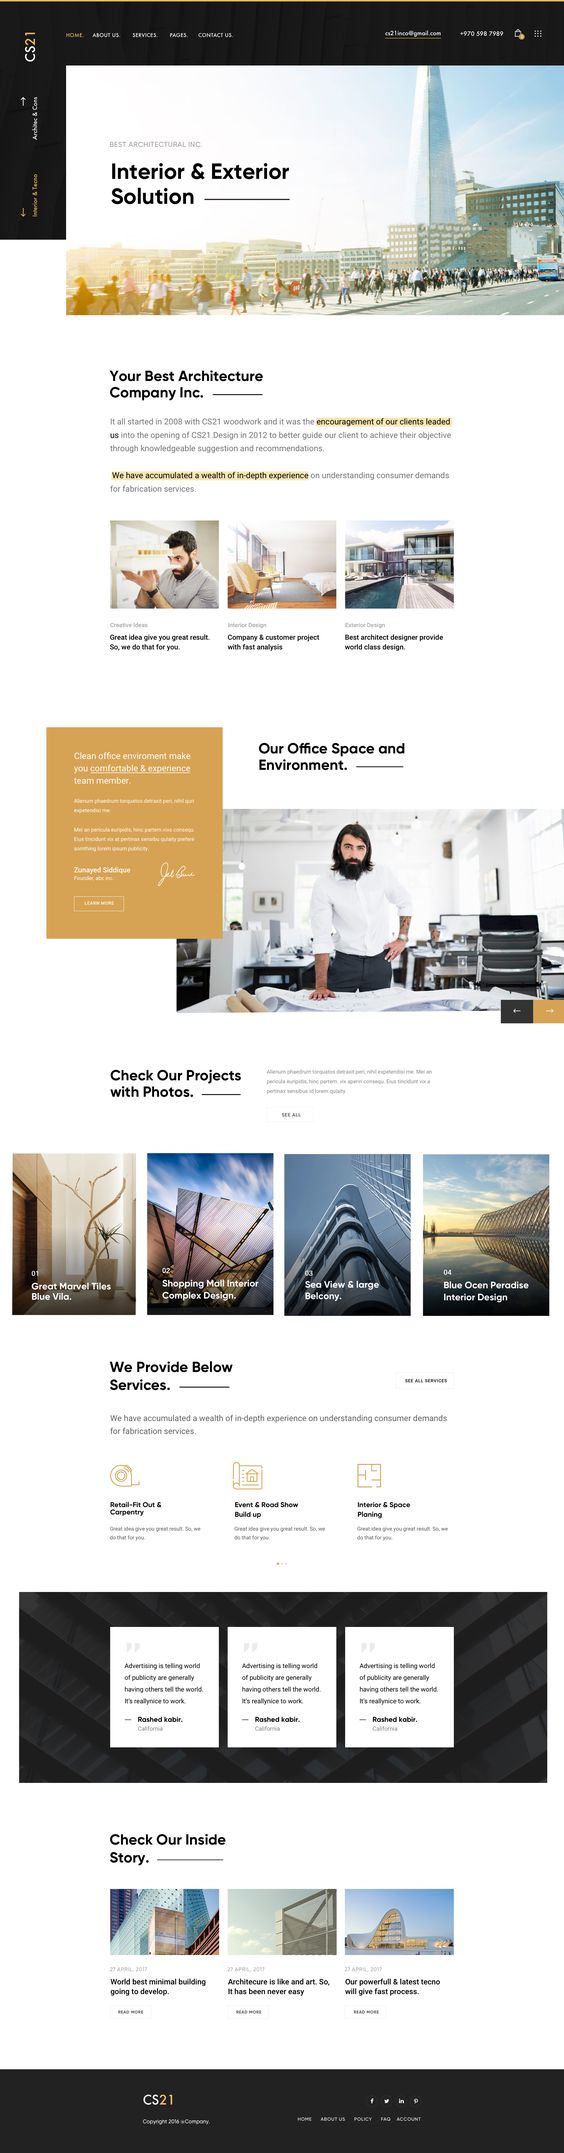 CS21
HOME.
ABOUT US.
SERVICES.
PAGES.
CONTACT US.
cs21inco@gmail.com
+970 598 7989
Architec & Cons
Interior & Tecno
BEST ARCHITECTURAL INC.
Interior & Exterior
Solution
Your Best Architecture
Company Inc.
It all started in 2008 with CS21 woodwork and it was the encouragement of our clients leaded
us into the opening of CS21.Design in 2012 to better guide our client to achieve their objective
through knowledgeable suggestion and recommendations.
We have accumulated a wealth of in-depth experience on understanding consumer demands
for fabrication services.
Creative Ideas
Great idea give you great result.
So, we do that for you.
Interior Design
Company & customer project
with fast analysis
Exterior Design
Best architect designer provide
world class design.
Clean office enviroment make
you comfortable & experience
team member.
Alienum phaedrum torquatos detraxit peri, nihil quit
expetendisi me.
Mei an pericula euripidis, hinc partem vixs consequ.
Eius tincidunt vix at pertinax sensibu qulaity prefere
somthing lorem ipsum publicity.
Zunayed Siddique
Founder, abx. inc.
LEARN MORE
Our Office Space and
Environment.
Check Our Projects
with Photos.
Alienum phaedrum torquatos detraxit peri, nihil expetendisi me. Mei an
pericula euripidis, hinc partem. vix aperiri consequ. Eius tincidunt vix a
pertinax sensibus id lorem qulaity.
SEE ALL
01
Great Marvel Tiles
Blue Vila.
02
Shopping Mall Interior
Complex Design.
03
Sea View & large
Belcony.
04
Blue Ocen Peradise
Interior Design
We Provide Below
Services.
SEE ALL SERVICES
We have accumulated a wealth of in-depth experience on understanding consumer demands
for fabrication services.
Retail-Fit Out &
Carpentry
Great idea give you great result. So, we
do that for you.
Event & Road Show
Build up
Great idea give you great result. So, we
do that for you.
Interior & Space
Planing
Great idea give you great result. So, we
do that for you.
Advertising is telling world
of publicity are generally
having others tell the world.
It's reallynice to work.
— Rashed kabir.
California
Advertising is telling world
of publicity are generally
having others tell the world.
It's reallynice to work.
— Rashed kabir.
California
Advertising is telling world
of publicity are generally
having others tell the world.
It's reallynice to work.
— Rashed kabir.
California
Check Our Inside
Story.
27 APRIL, 2017
World best minimal building
going to develop.
READ MORE
27 APRIL, 2017
Architecure is like and art. So,
It has been never easy
READ MORE
27 APRIL, 2017
Our powerfull & latest tecno
will give fast process.
READ MORE
CS21
Copyright 2016 @Company.
HOME
ABOUT US
POLICY
FAQ
ACCOUNT